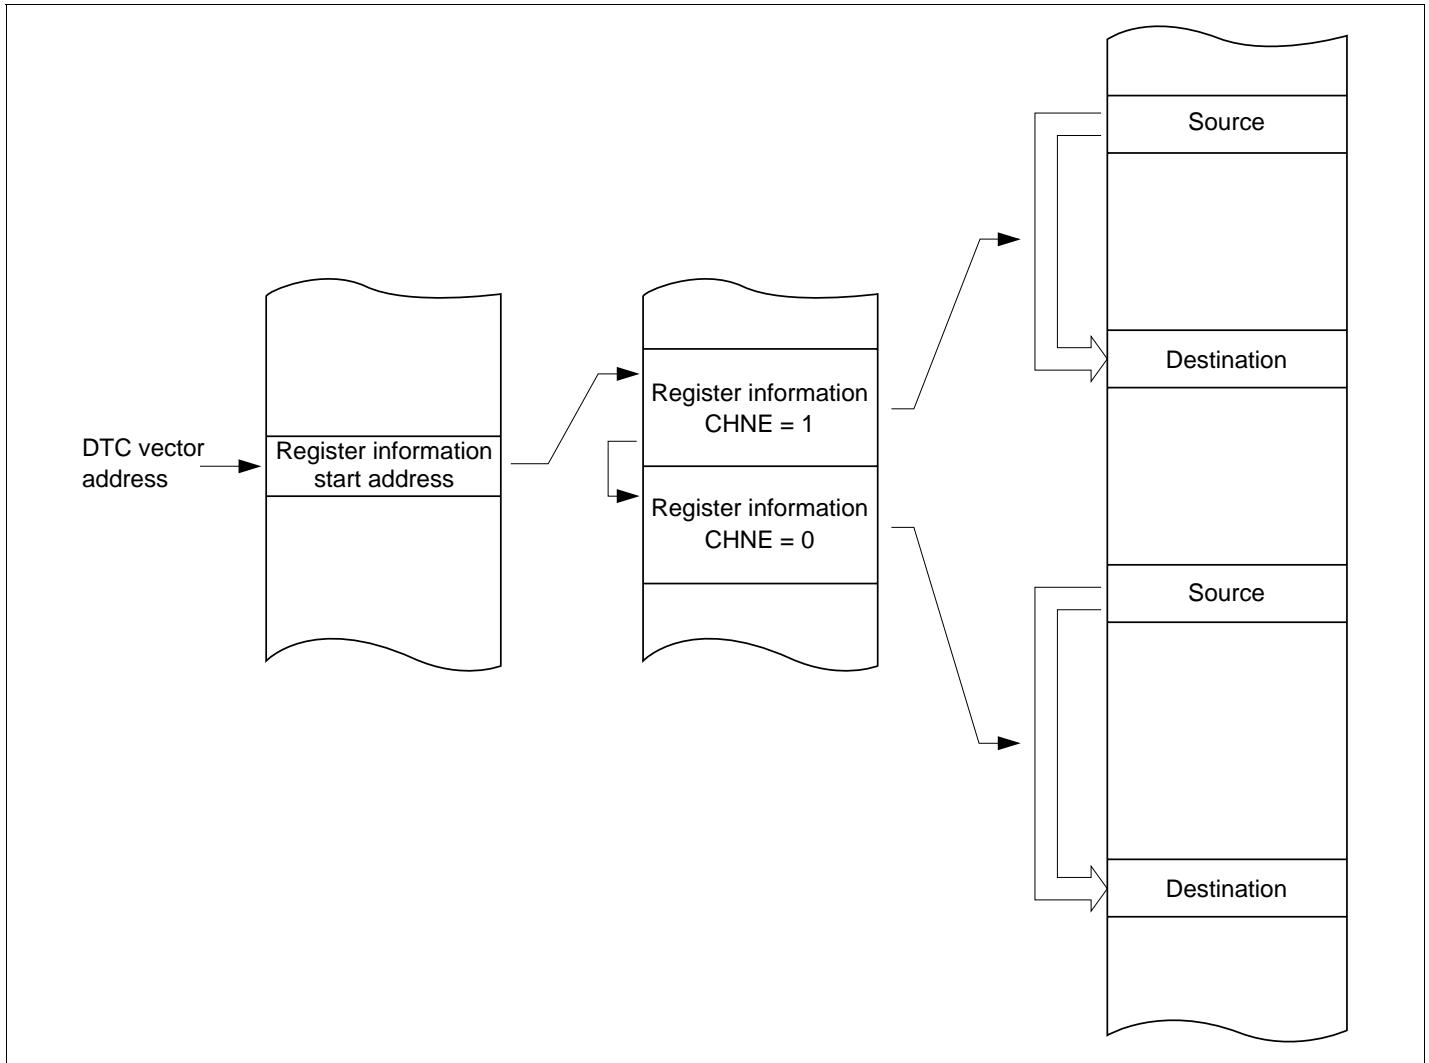 DTC vector
address
Register information
start address
Register information
CHNE = 1
Register information
CHNE = 0
Source
Destination
Source
Destination